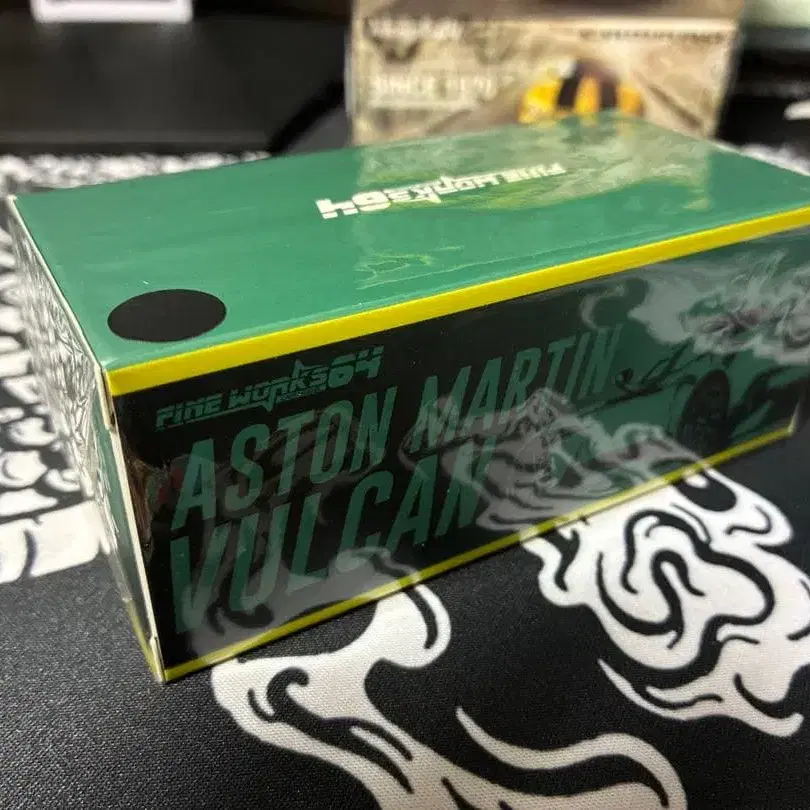 FINE WORKS64
FINE WORKS64
ASTON MARTIN
VULCAN